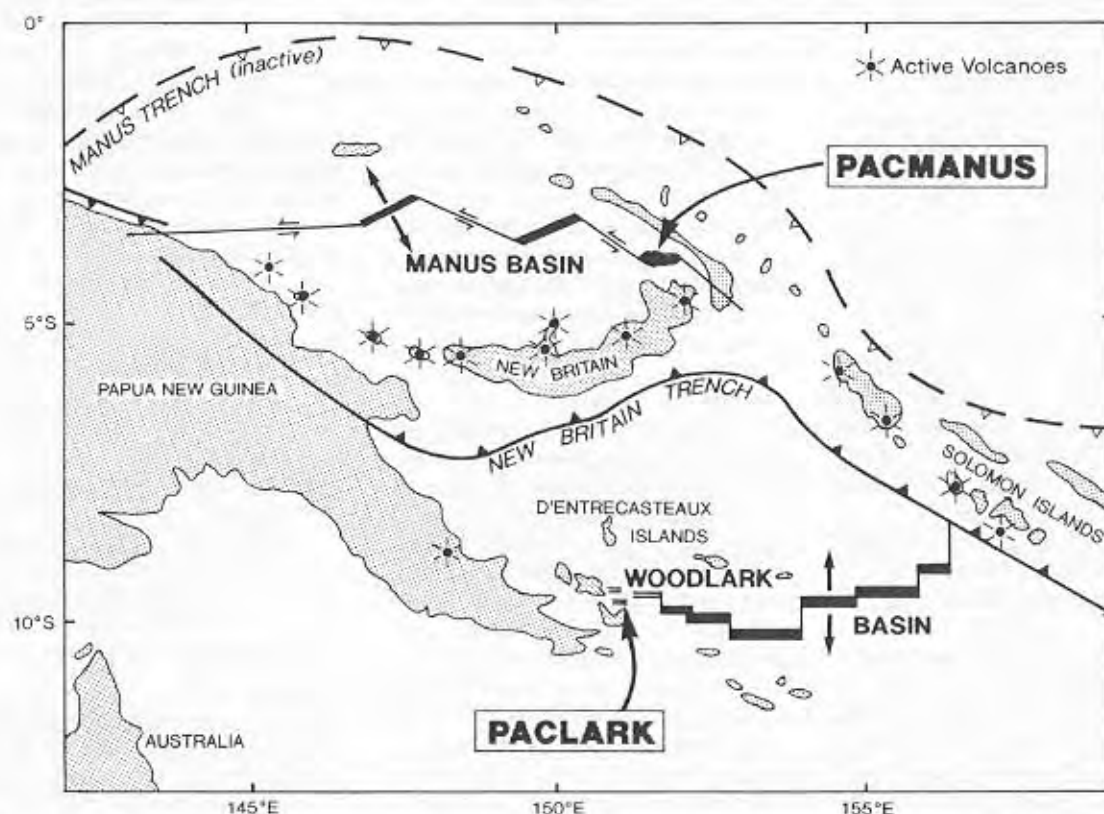 0°
MANUS TRENCH (inactive)
Active Volcanoes
PACMANUS
MANUS BASIN
5°S
NEW BRITAIN
PAPUA NEW GUINEA
NEW BRITAIN TRENCH
SOLOMON ISLANDS
D'ENTRECASTEAUX
ISLANDS
WOODLARK
10°S
BASIN
PACLARK
AUSTRALIA
145°E
150°E
155°E